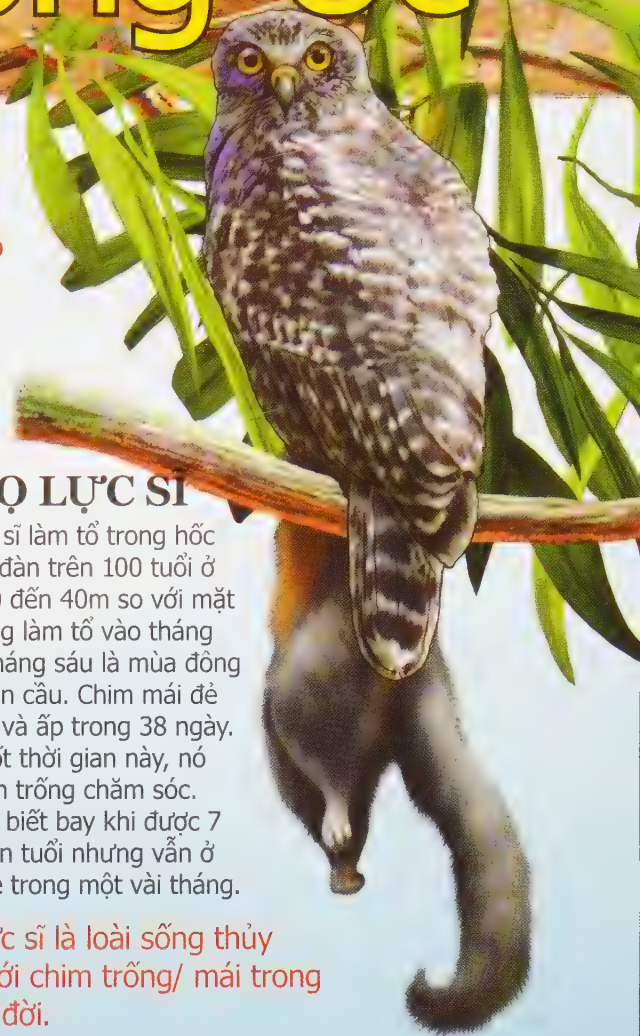 LỰC SĨ
sĩ làm tổ trong hốc
đàn trên 100 tuổi ở
đến 40m so với mặt
làm tổ vào tháng
sáu là mùa đông
cầu. Chim mái đẻ
và ấp trong 38 ngày.
thời gian này, nó
trống chăm sóc.
biết bay khi được 7
tuổi nhưng vẫn ở
trong một vài tháng.
sĩ là loài sống thủy
chim trống/ mái trong
đời.